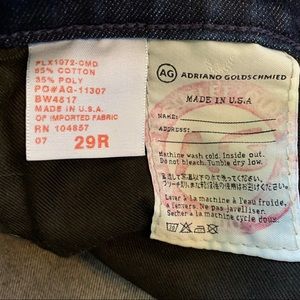 PLX1072-CMD
65% COTTON
35% POLY
PO#AG-11307
BW4517
MADE IN U.S.A.
OF IMPORTED FABRIC
RN 104857
07 29R
AG ADRIANO GOLDSCHMIED
MADE IN U.S.A
NAME:
ADDRESS:
Machine wash cold. Inside out.
Do not bleach. Tumble dry low.
Laver à la machine à l'eau froide,
à l'envers. Ne pas javelliser.
Sécher à la machine cycle doux.